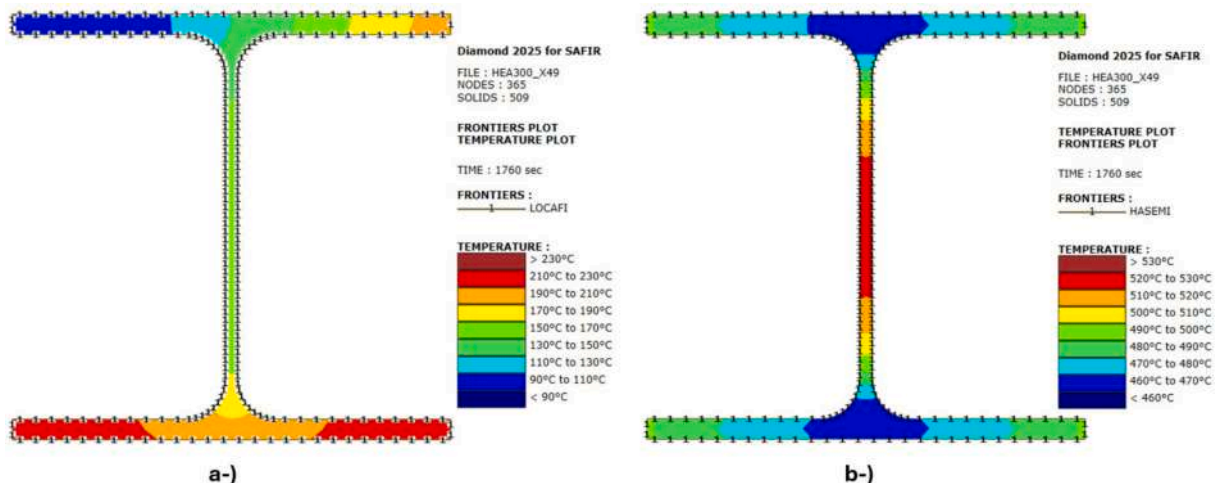 Diamond 2025 for SAFIR
FILE : HEA300_X49
NODES : 365
SOLIDS : 509
FRONTIERS PLOT
TEMPERATURE PLOT
TIME : 1760 sec
FRONTIERS :
1 LOCAFI
TEMPERATURE :
> 230°C
210°C to 230°C
190°C to 210°C
170°C to 190°C
150°C to 170°C
130°C to 150°C
110°C to 130°C
90°C to 110°C
< 90°C
a-)
Diamond 2025 for SAFIR
FILE : HEA300_X49
NODES : 365
SOLIDS : 509
TEMPERATURE PLOT
FRONTIERS PLOT
TIME : 1760 sec
FRONTIERS :
1 HASEMI
TEMPERATURE :
> 530°C
520°C to 530°C
510°C to 520°C
500°C to 510°C
490°C to 500°C
480°C to 490°C
470°C to 480°C
460°C to 470°C
< 460°C
b-)